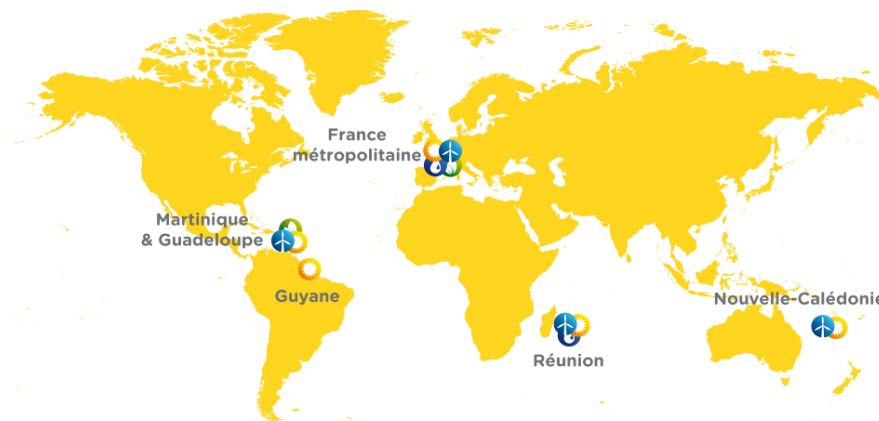 France
métropolitaine
Martinique
& Guadeloupe
Guyane
Nouvelle-Calédonie
Réunion